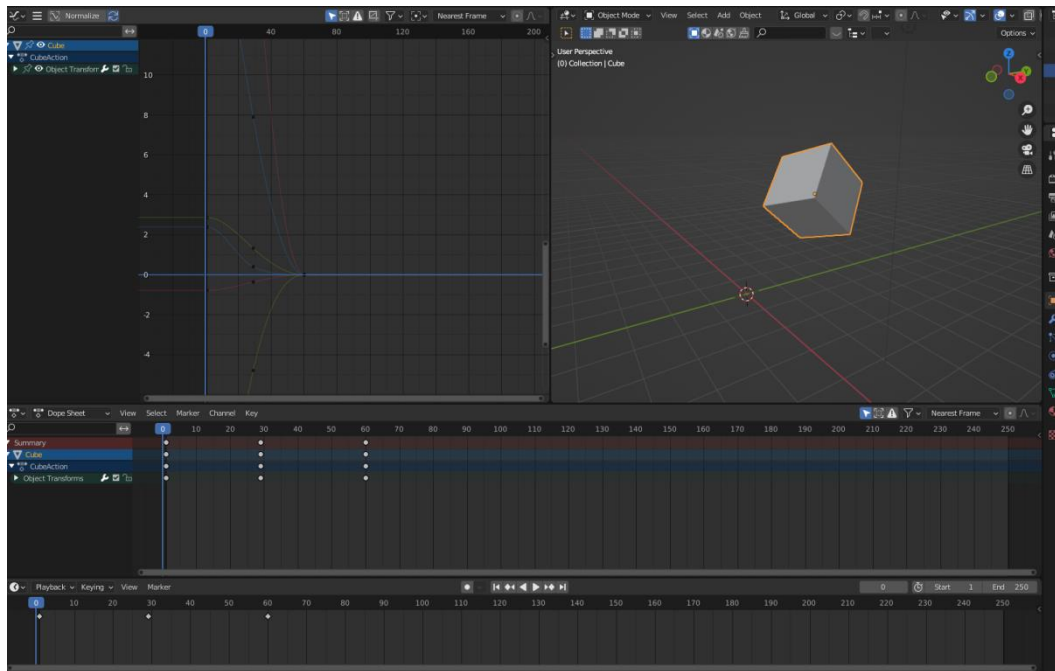 Normalize Nearest Frame
Object Mode View Select Add Object Global
0 40 80 120 160 200
Cube
CubeAction
Object Transforr
10
8
6
4
2
0
-2
-4
Options
User Perspective
(0) Collection | Cube
Z
Y
X
Dope Sheet View Select Marker Channel Key Nearest Frame
0 10 20 30 40 50 60 70 80 90 100 110 120 130 140 150 160 170 180 190 200 210 220 230 240 250
Summary
Cube
CubeAction
Object Transforms
Playback Keying View Marker 0 Start 1 End 250
0 10 20 30 40 50 60 70 80 90 100 110 120 130 140 150 160 170 180 190 200 210 220 230 240 250